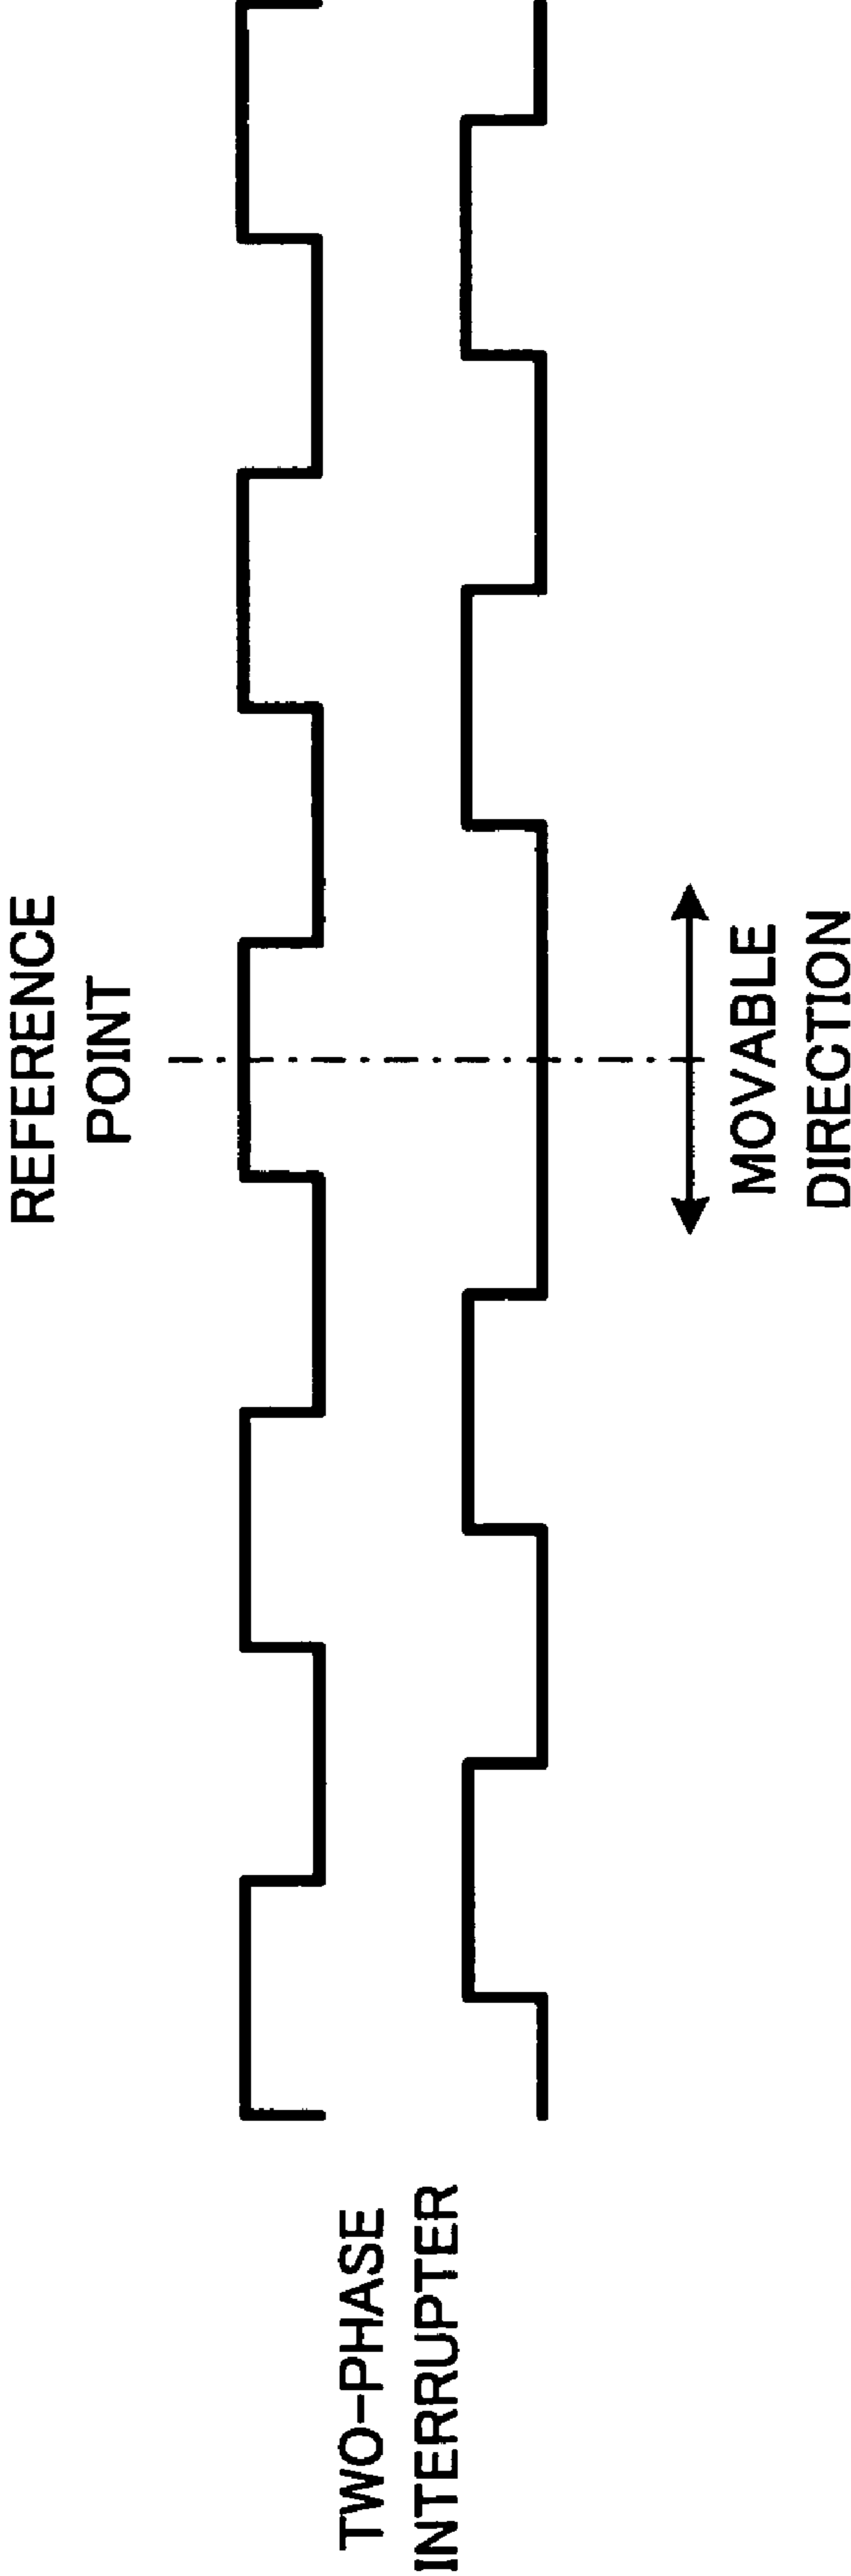 REFERENCE
POINT
TWO-PHASE
INTERRUPTER
MOVABLE
DIRECTION